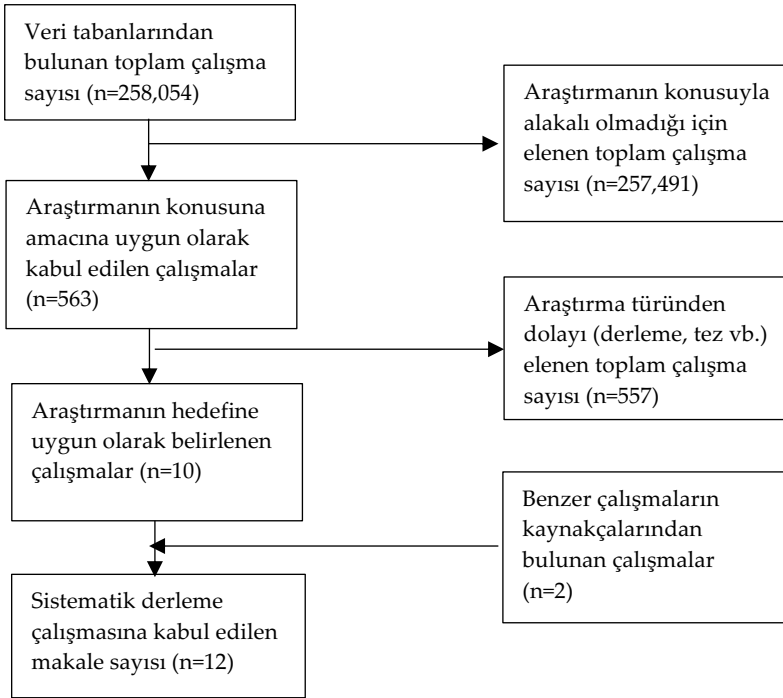 Veri tabanlarından
bulunan toplam çalışma
sayısı (n=258,054)
Araştırmanın konusuyla
alakalı olmadığı için
elenen toplam çalışma
sayısı (n=257,491)
Araştırmanın konusuna
amacına uygun olarak
kabul edilen çalışmalar
(n=563)
Araştırma türünden
dolayı (derleme, tez vb.)
elenen toplam çalışma
sayısı (n=557)
Araştırmanın hedefine
uygun olarak belirlenen
çalışmalar (n=10)
Benzer çalışmaların
kaynakçalarından
bulunan çalışmalar
(n=2)
Sistematik derleme
çalışmasına kabul edilen
makale sayısı (n=12)